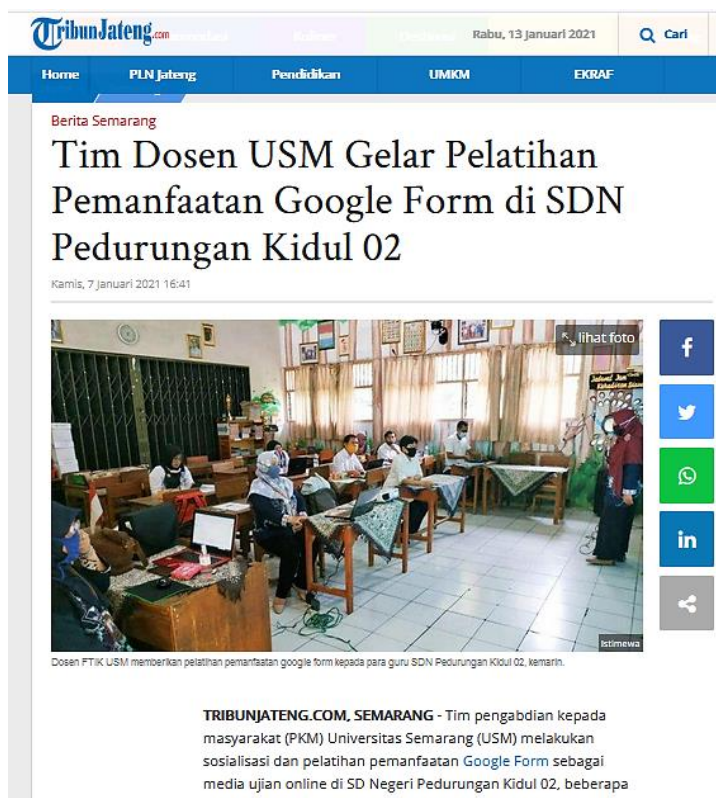 TribunJateng.com
Rabu, 13 Januari 2021
Cari
Home PLN Jateng Pendidikan UMKM EKRAF
Berita Semarang
Tim Dosen USM Gelar Pelatihan
Pemanfaatan Google Form di SDN
Pedurungan Kidul 02
Kamis, 7 Januari 2021 16:41
lihat foto
Istimewa
Dosen FTIK USM memberikan pelatihan pemanfaatan google form kepada para guru SDN Pedurungan Kidul 02, kemarin.
TRIBUNJATENG.COM, SEMARANG - Tim pengabdian kepada
masyarakat (PKM) Universitas Semarang (USM) melakukan
sosialisasi dan pelatihan pemanfaatan Google Form sebagai
media ujian online di SD Negeri Pedurungan Kidul 02, beberapa